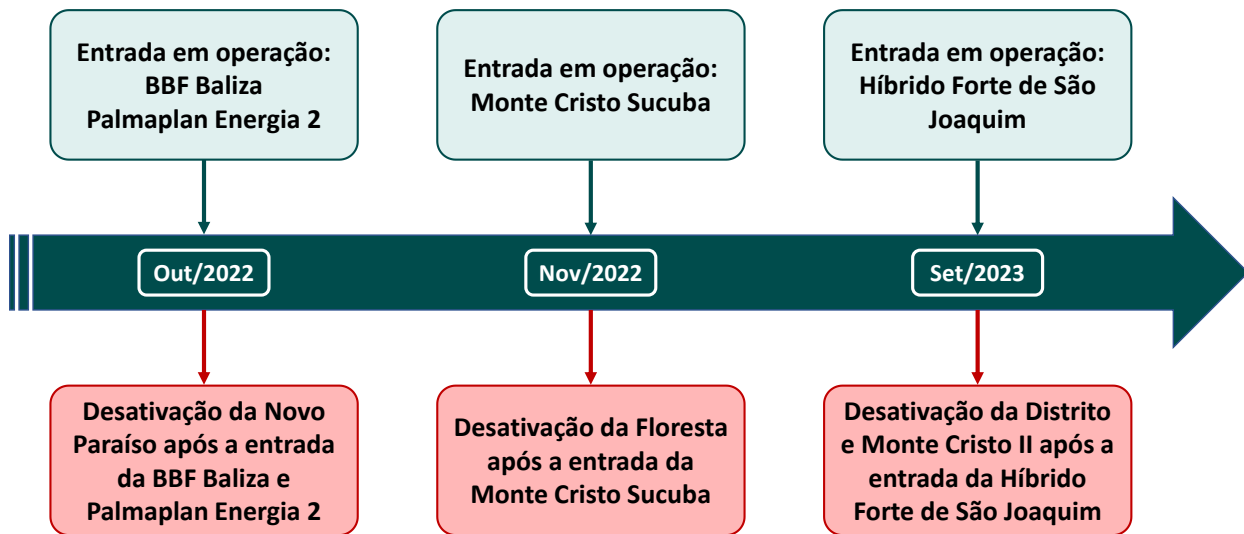 Entrada em operação:
BBF Baliza
Palmaplan Energia 2
Entrada em operação:
Monte Cristo Sucuba
Entrada em operação:
Híbrido Forte de São
Joaquim
Out/2022
Nov/2022
Set/2023
Desativação da Novo
Paraíso após a entrada
da BBF Baliza e
Palmaplan Energia 2
Desativação da Floresta
após a entrada da
Monte Cristo Sucuba
Desativação da Distrito
e Monte Cristo II após a
entrada da Híbrido
Forte de São Joaquim